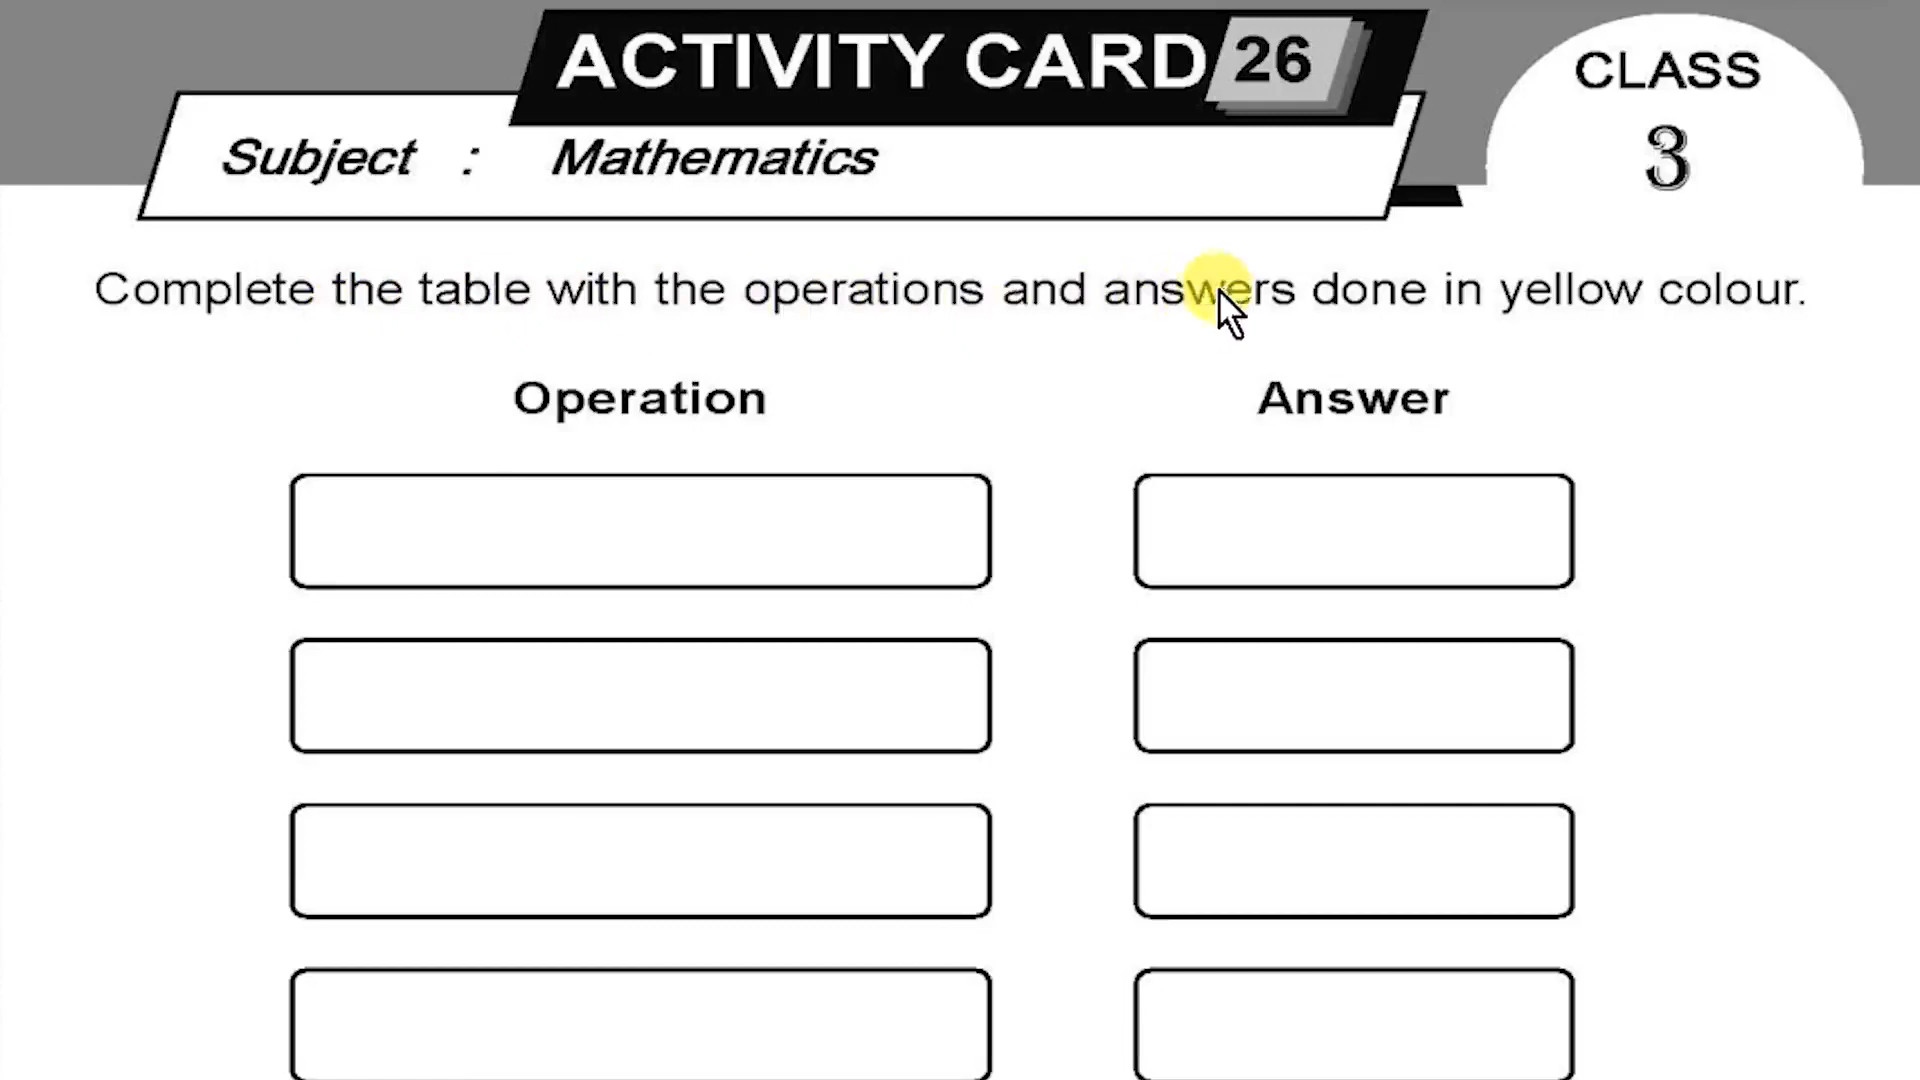 ACTIVITY CARD 26
CLASS
3
Subject : Mathematics
Complete the table with the operations and answers done in yellow colour.
Operation Answer